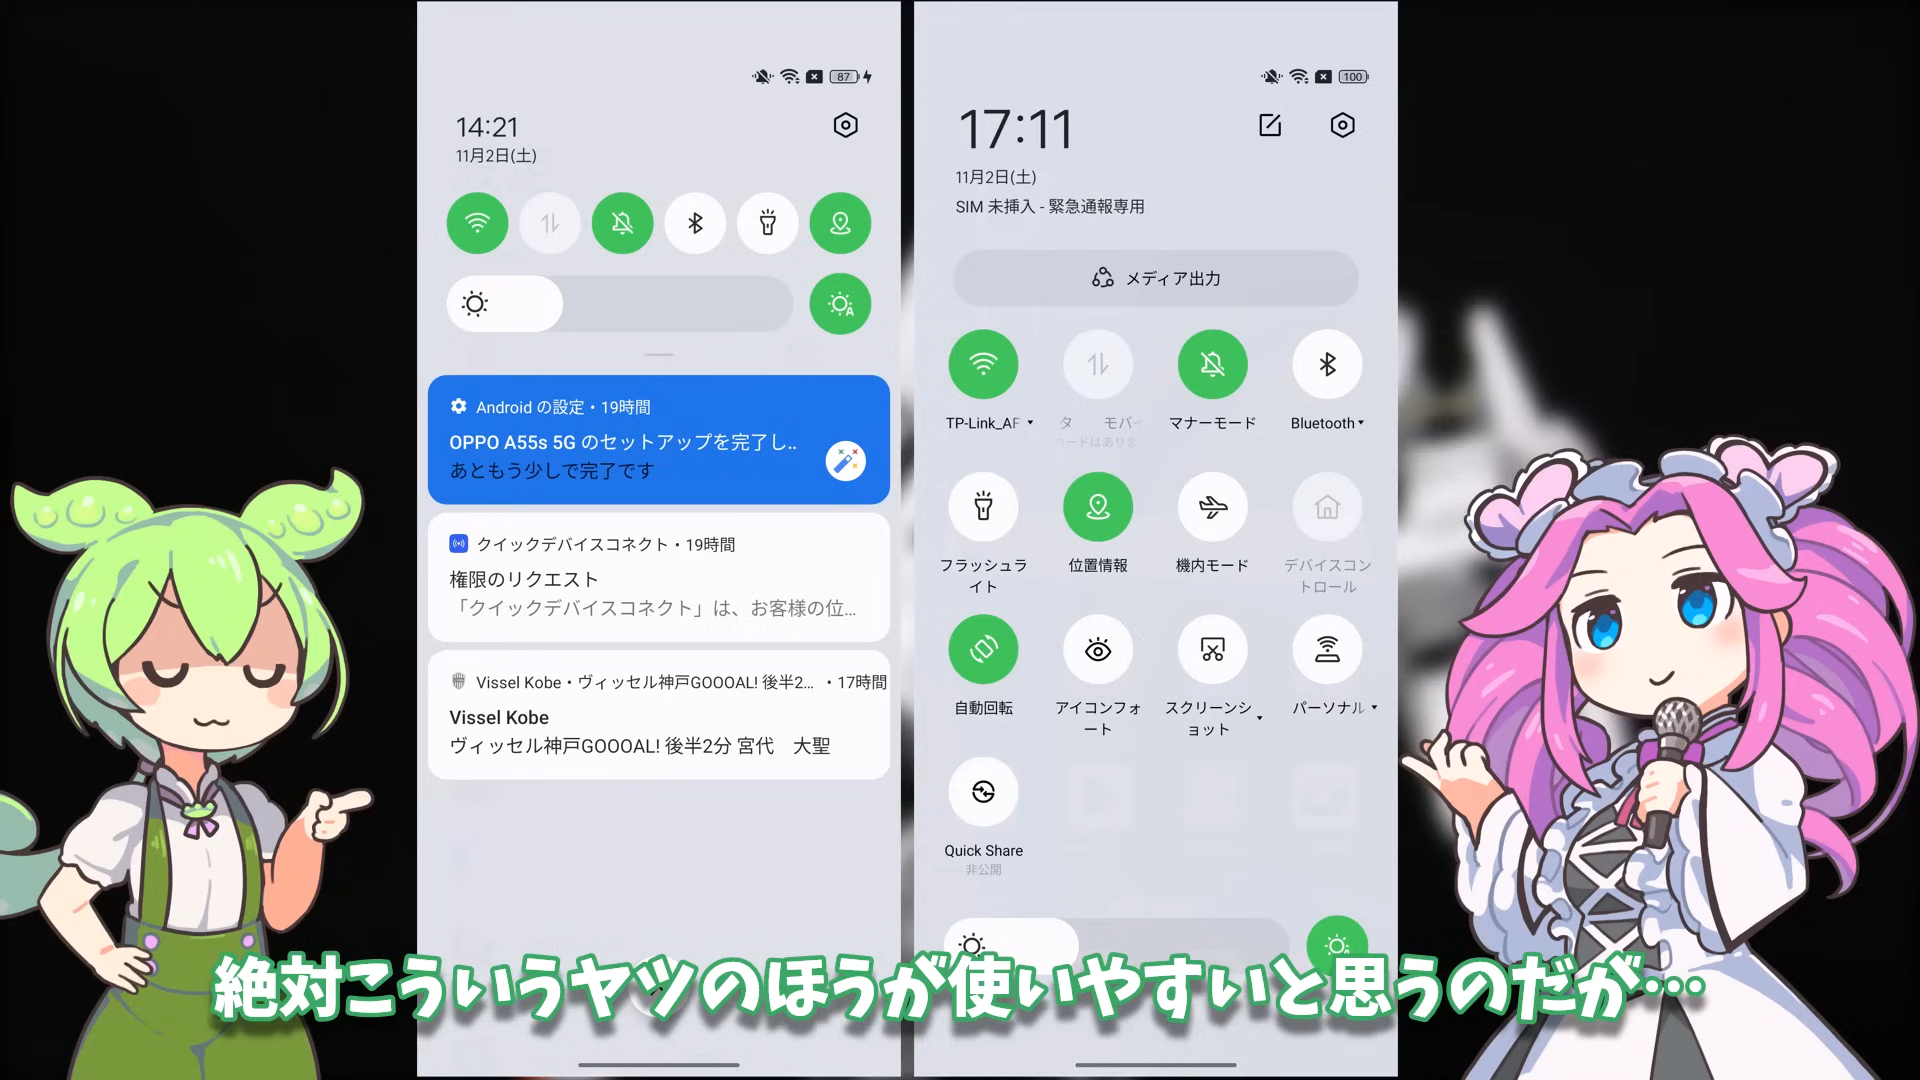 87
14:21
11月2日(土)
Android の設定・19時間
OPPO A55s 5G のセットアップを完了し..
あともう少しで完了です
クイックデバイスコネクト・19時間
権限のリクエスト
「クイックデバイスコネクト」は、お客様の位...
Vissel Kobe・ヴィッセル神戸GOOOAL! 後半2... ・17時間
Vissel Kobe
ヴィッセル神戸GOOOAL! 後半2分 宮代　大聖
100
17:11
11月2日(土)
SIM 未挿入 - 緊急通報専用
メディア出力
TP-Link_AF
タ モバイ
ードはありま
マナーモード
Bluetooth
フラッシュラ
イト
位置情報
機内モード
デバイスコン
トロール
自動回転
アイコンフォ
ート
スクリーンシ
ョット
パーソナル
Quick Share
非公開
絶対こういうヤツのほうが使いやすいと思うのだが…